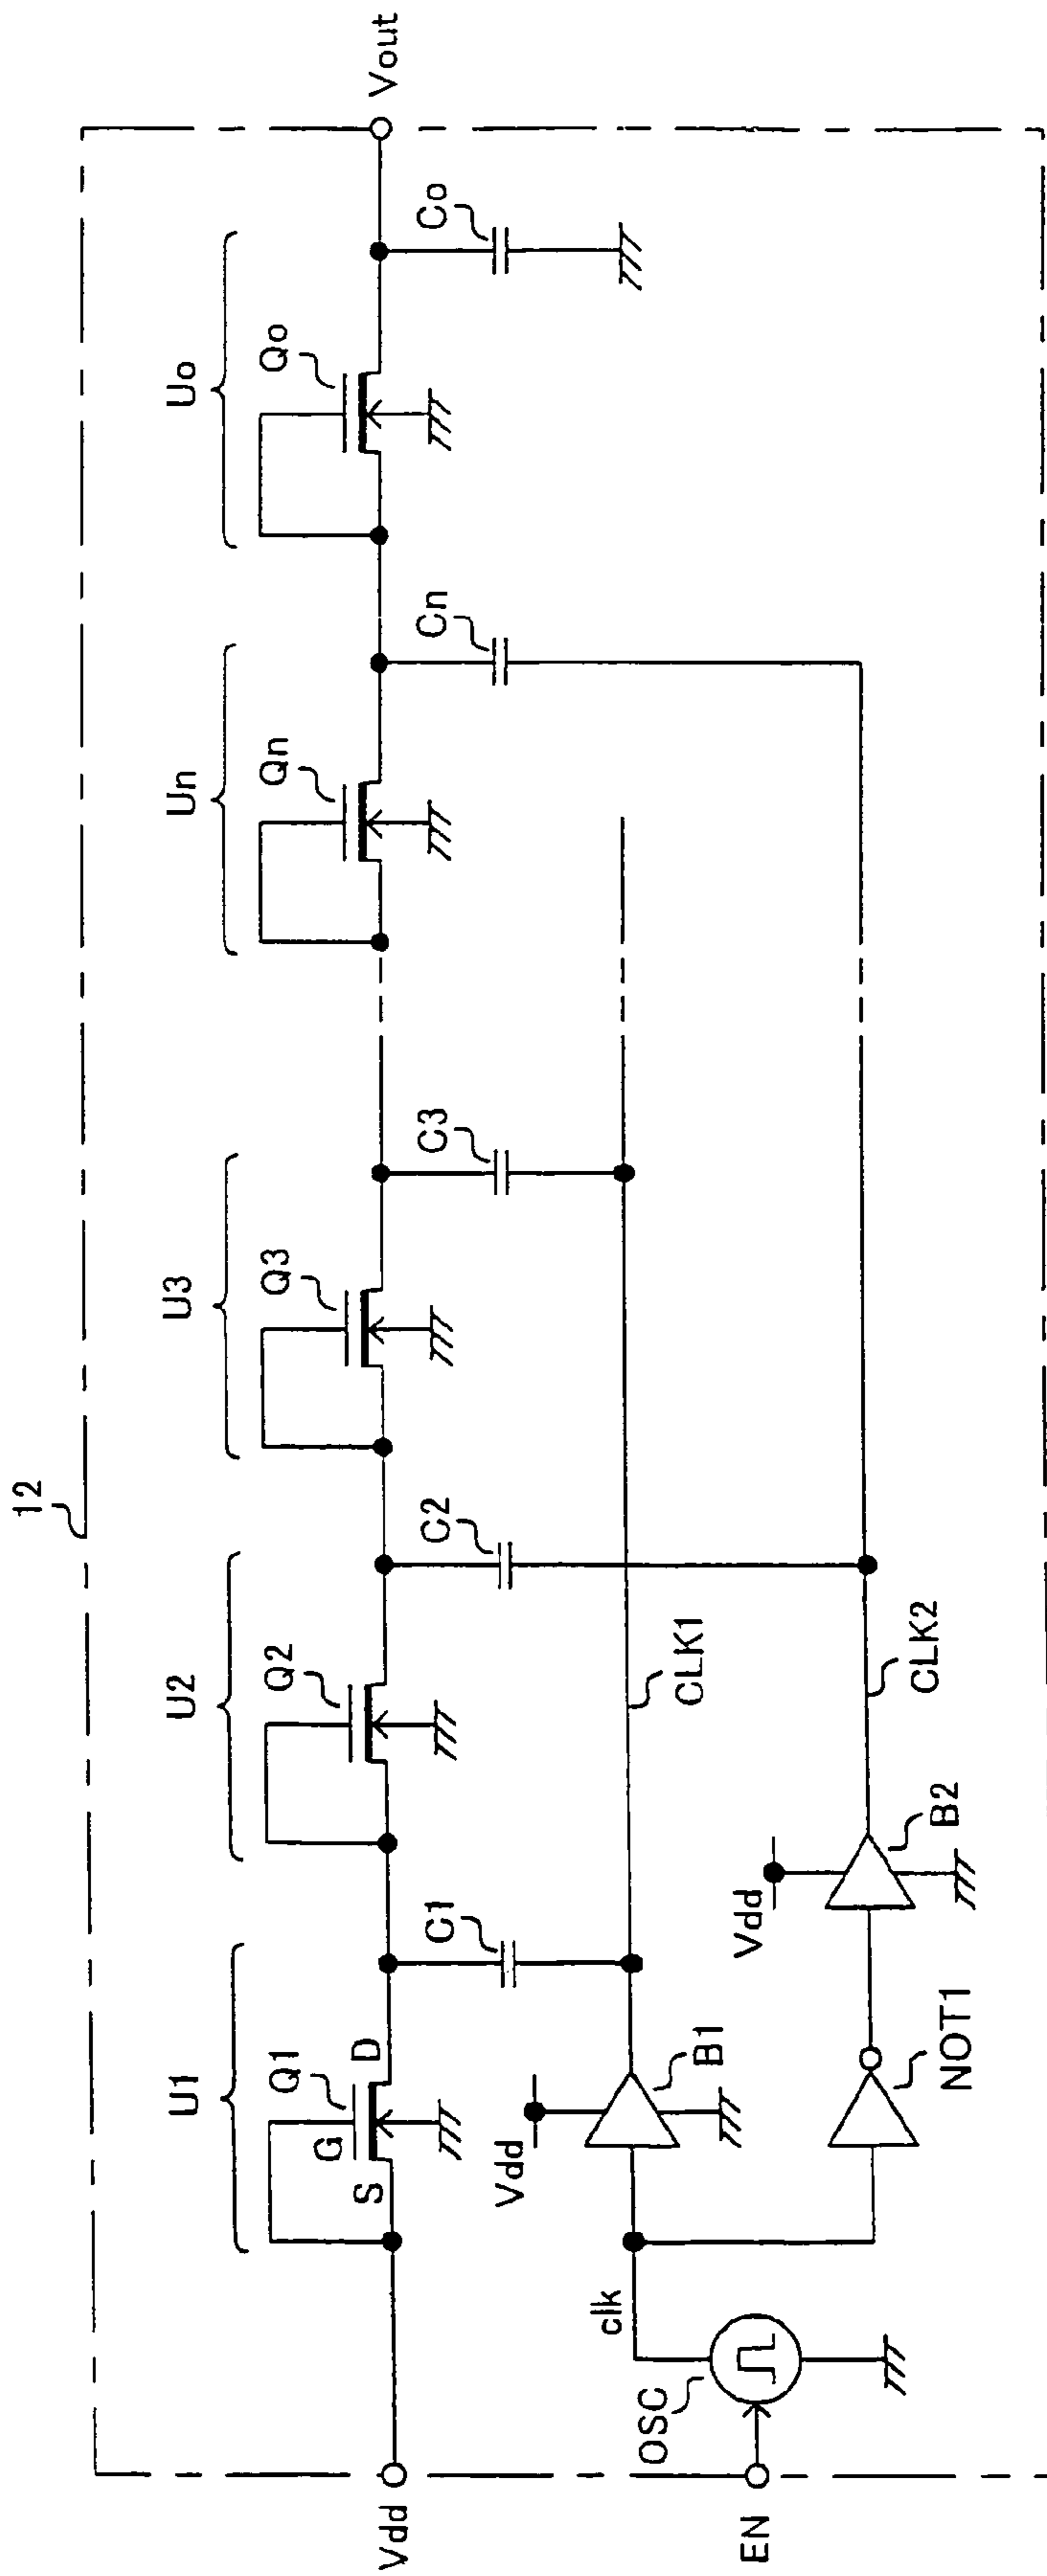 12
U1
U2
U3
Un
Uo
Q1
Q2
Q3
Qn
Qo
G
S
D
Vdd
Vout
C1
C2
C3
Cn
Co
Vdd
B1
CLK1
clk
OSC
EN
NOT1
Vdd
B2
CLK2